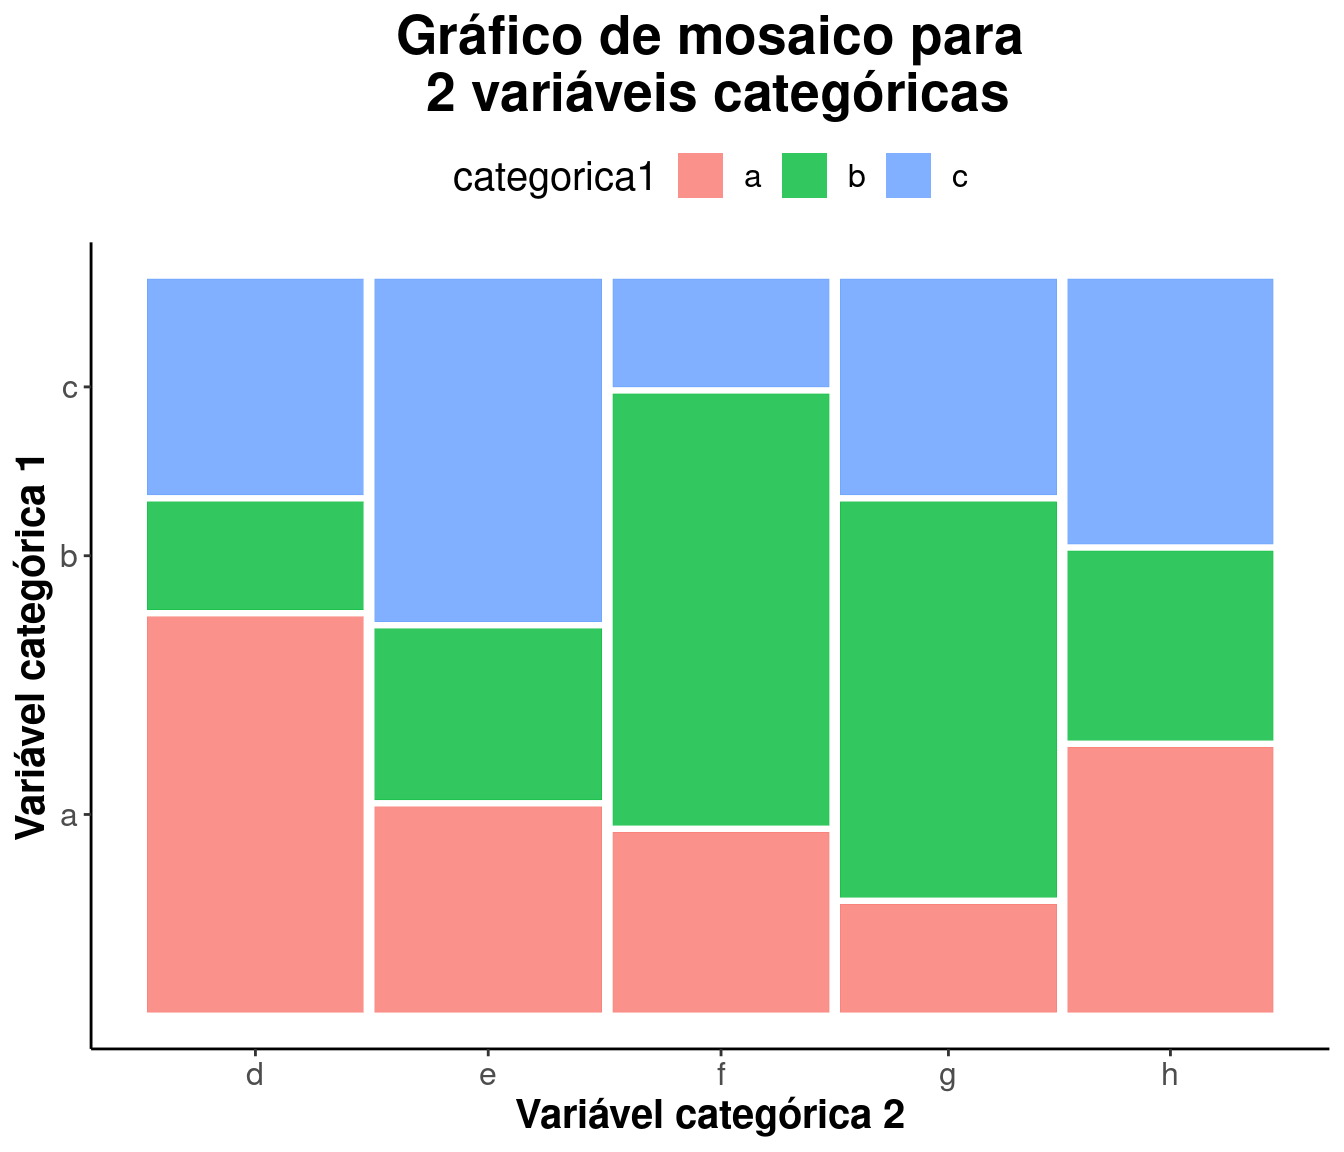 Gráfico de mosaico para
2 variáveis categóricas
categorica1 a b c
c
b
a
Variável categórica 1
d e f g h
Variável categórica 2